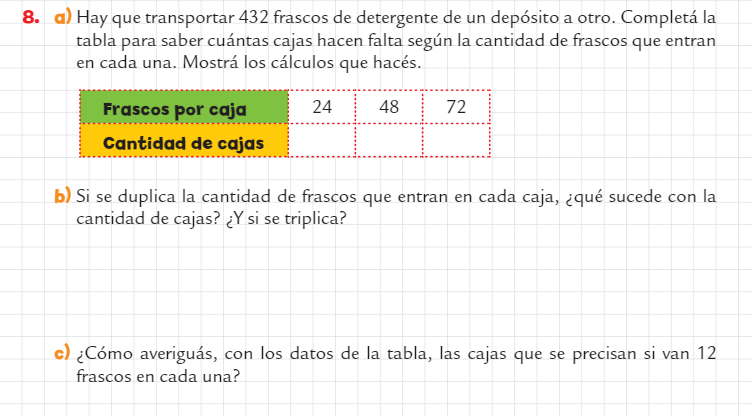 8. a) Hay que transportar 432 frascos de detergente de un depósito a otro. Completá la
tabla para saber cuántas cajas hacen falta según la cantidad de frascos que entran
en cada una. Mostrá los cálculos que hacés.
Frascos por caja 24 48 72
Cantidad de cajas
b) Si se duplica la cantidad de frascos que entran en cada caja, ¿qué sucede con la
cantidad de cajas? ¿Y si se triplica?
c) ¿Cómo averiguás, con los datos de la tabla, las cajas que se precisan si van 12
frascos en cada una?